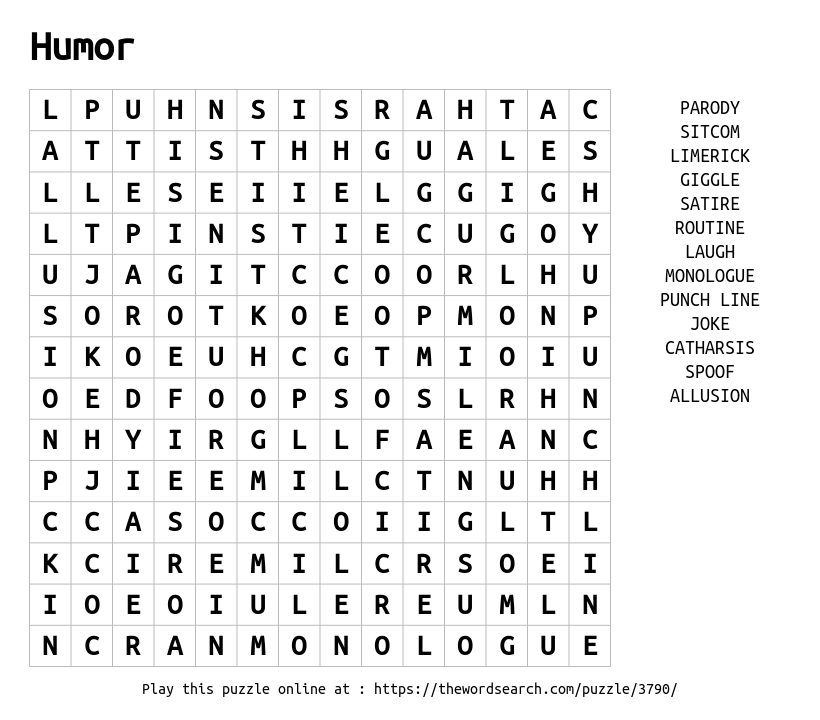 Humor
L P U H N S I S R A H T A C
A T T I S T H H G U A L E S
L L E S E I I E L G G I G H
L T P I N S T I E C U G O Y
U J A G I T C C O O R L H U
S O R O T K O E O P M O N P
I K O E U H C G T M I O I U
O E D F O O P S O S L R H N
N H Y I R G L L F A E A N C
P J I E E M I L C T N U H H
C C A S O C C O I I G L T L
K C I R E M I L C R S O E I
I O E O I U L E R E U M L N
N C R A N M O N O L O G U E
PARODY
SITCOM
LIMERICK
GIGGLE
SATIRE
ROUTINE
LAUGH
MONOLOGUE
PUNCH LINE
JOKE
CATHARSIS
SPOOF
ALLUSION
Play this puzzle online at : https://thewordsearch.com/puzzle/3790/